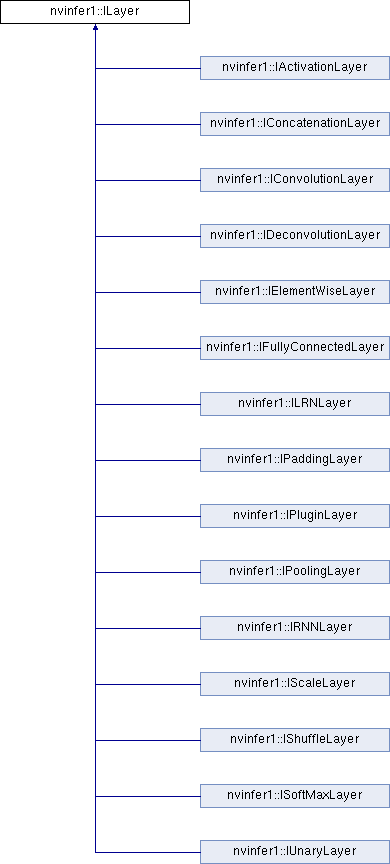 nvinfer1::ILayer
nvinfer1::IActivationLayer
nvinfer1::IConcatenationLayer
nvinfer1::IConvolutionLayer
nvinfer1::IDeconvolutionLayer
nvinfer1::IElementWiseLayer
nvinfer1::IFullyConnectedLayer
nvinfer1::ILRNLayer
nvinfer1::IPaddingLayer
nvinfer1::IPluginLayer
nvinfer1::IPoolingLayer
nvinfer1::IRNNLayer
nvinfer1::IScaleLayer
nvinfer1::IShuffleLayer
nvinfer1::ISoftMaxLayer
nvinfer1::IUnaryLayer